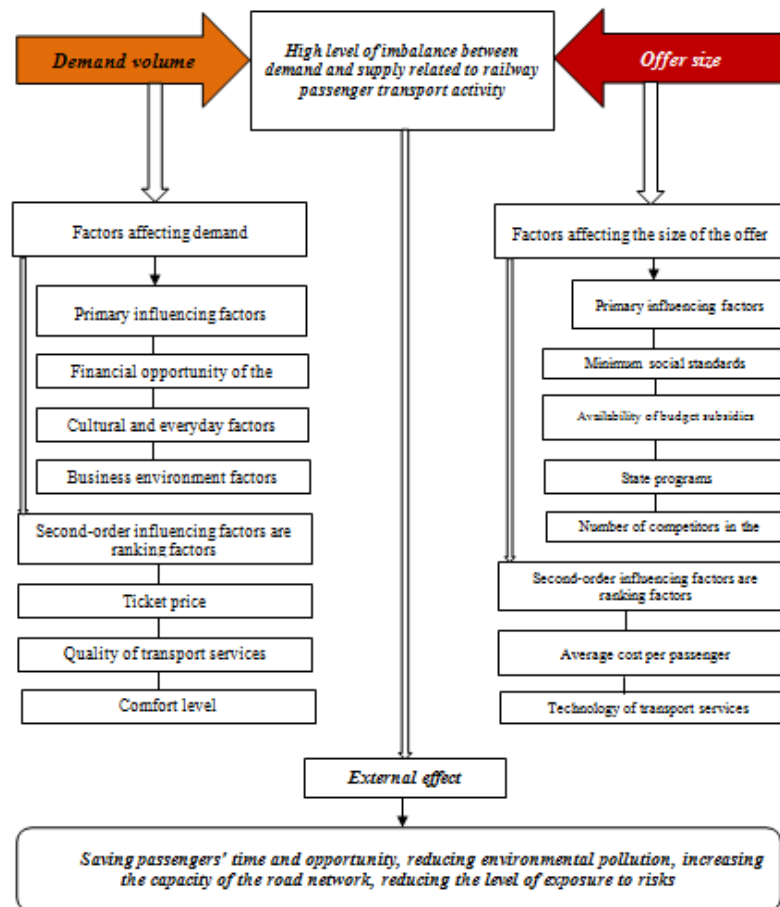 Demand volume
High level of imbalance between
demand and supply related to railway
passenger transport activity
Offer size
Factors affecting demand
Primary influencing factors
Financial opportunity of the
Cultural and everyday factors
Business environment factors
Second-order influencing factors are
ranking factors
Ticket price
Quality of transport services
Comfort level
Factors affecting the size of the offer
Primary influencing factors
Minimum social standards
Availability of budget subsidies
State programs
Number of competitors in the
Second-order influencing factors are
ranking factors
Average cost per passenger
Technology of transport services
External effect
Saving passengers' time and opportunity, reducing environmental pollution, increasing
the capacity of the road network, reducing the level of exposure to risks